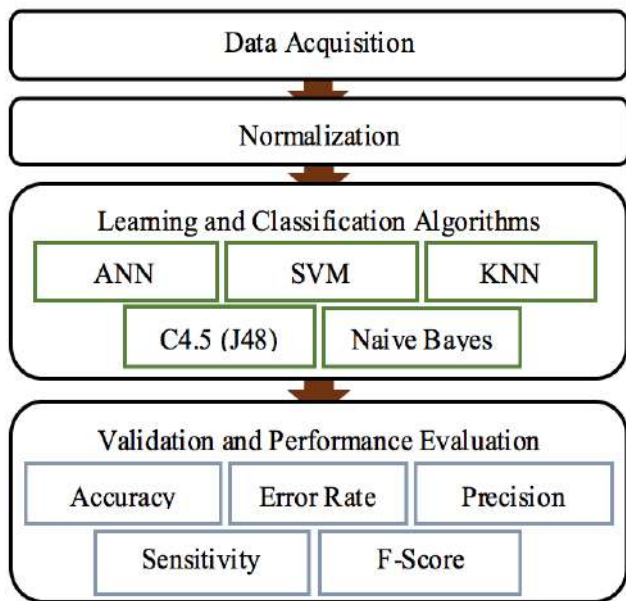 Data Acquisition
Normalization
Learning and Classification Algorithms
ANN SVM KNN
C4.5 (J48) Naive Bayes
Validation and Performance Evaluation
Accuracy Error Rate Precision
Sensitivity F-Score